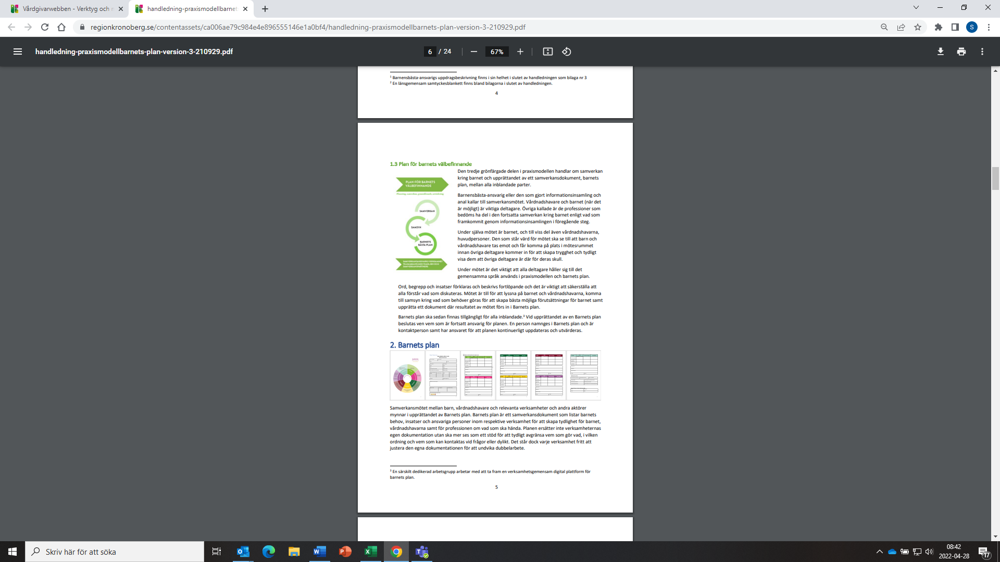 Vårdgivarwebben - Verktyg och
handledning-praxismodellbarnet
regionkronoberg.se/contentassets/ca006ae79c984e4e896555146e1a0bf4/handledning-praxismodellbarnets-plan-version-3-210929.pdf
S
handledning-praxismodellbarnets-plan-version-3-210929.pdf
6 / 24
67%
1 Barnensbästa-ansvarigs uppdragsbeskrivning finns i sin helhet i slutet av handledningen som bilaga nr 3
2 En länsgemensam samtyckesblankett finns bland bilagorna i slutet av handledningen.
4
1.3 Plan för barnets välbefinnande
PLAN FÖR BARNETS
VÄLBEFINNANDE
SAMVERKAN
SAMSYN
BARNETS
BÄSTA PLAN
Den tredje grönfärgade delen i praxismodellen handlar om samverkan
kring barnet och upprättandet av ett samverkansdokument, barnets
plan, mellan alla inblandade parter.
Barnensbästa-ansvarig eller den som gjort informationsinsamling och
anal kallar till samverkansmötet. Vårdnadshavare och barnet (när det
är möjligt) är viktiga deltagare. Övriga kallade är de professioner som
bedöms ha del i den fortsatta samverkan kring barnet enligt vad som
framkommit genom informationsinsamlingen i föregående steg.
Under själva mötet är barnet, och till viss del även vårdnadshavarna,
huvudpersoner. Den som står värd för mötet ska se till att barn och
vårdnadshavare tas emot och får komma på plats i mötesrummet
innan övriga deltagare kommer in för att skapa trygghet och tydligt
visa dem att övriga deltagare är där för deras skull.
Under mötet är det viktigt att alla deltagare håller sig till det
gemensamma språk används i praxismodellen och barnets plan.
Ord, begrepp och insatser förklaras och beskrivs fortlöpande och det är viktigt att säkerställa att
alla förstår vad som diskuteras. Mötet är till för att lyssna på barnet och vårdnadshavarna, komma
till samsyn kring vad som behöver göras för att skapa bästa möjliga förutsättningar för barnet samt
upprätta ett dokument där resultatet av mötet förs in i Barnets plan.
Barnets plan ska sedan finnas tillgängligt för alla inblandade.3 Vid upprättandet av en Barnets plan
beslutas ven vem som är fortsatt ansvarig för planen. En person namnges i Barnets plan och är
kontaktperson samt har ansvaret för att planen kontinuerligt uppdateras och utvärderas.
2. Barnets plan
Samverkansmötet mellan barn, vårdnadshavare och relevanta verksamheter och andra aktörer
mynnar i upprättandet av Barnets plan. Barnets plan är ett samverkansdokument som listar barnets
behov, insatser och ansvariga personer inom respektive verksamhet för att skapa tydlighet för barnet,
vårdnadshavarna samt för professionen om vad som ska hända. Planen ersätter inte verksamheternas
egen dokumentation utan ska mer ses som ett stöd för att tydligt avgränsa vem som gör vad, i vilken
ordning och vem som kan kontaktas vid frågor eller dylikt. Det står dock varje verksamhet fritt att
justera den egna dokumentationen för att undvika dubbelarbete.
3 En särskilt dedikerad arbetsgrupp arbetar med att ta fram en verksamhetsgemensam digital plattform för
barnets plan.
5
Skriv här för att söka
08:42
2022-04-28
17